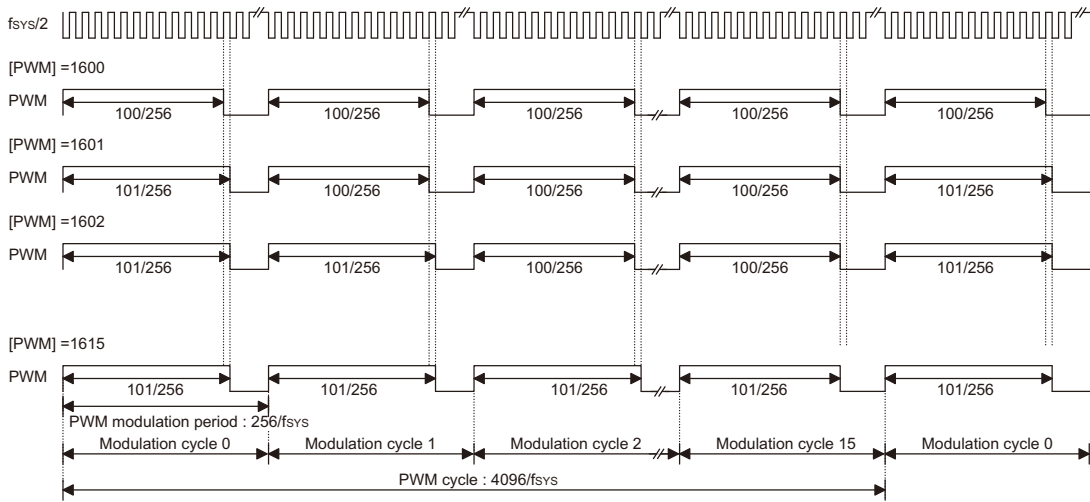 fSYS/2
[PWM] =1600
PWM
100/256 100/256 100/256 100/256 100/256
[PWM] =1601
PWM
101/256 100/256 100/256 100/256 101/256
[PWM] =1602
PWM
101/256 101/256 100/256 100/256 101/256
[PWM] =1615
PWM
101/256 101/256 101/256 101/256 101/256
PWM modulation period : 256/fSYS
Modulation cycle 0 Modulation cycle 1 Modulation cycle 2 Modulation cycle 15 Modulation cycle 0
PWM cycle : 4096/fSYS